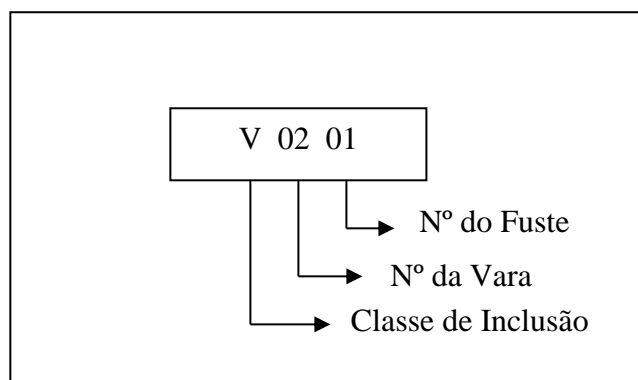 V 02 01
Nº do Fuste
Nº da Vara
Classe de Inclusão